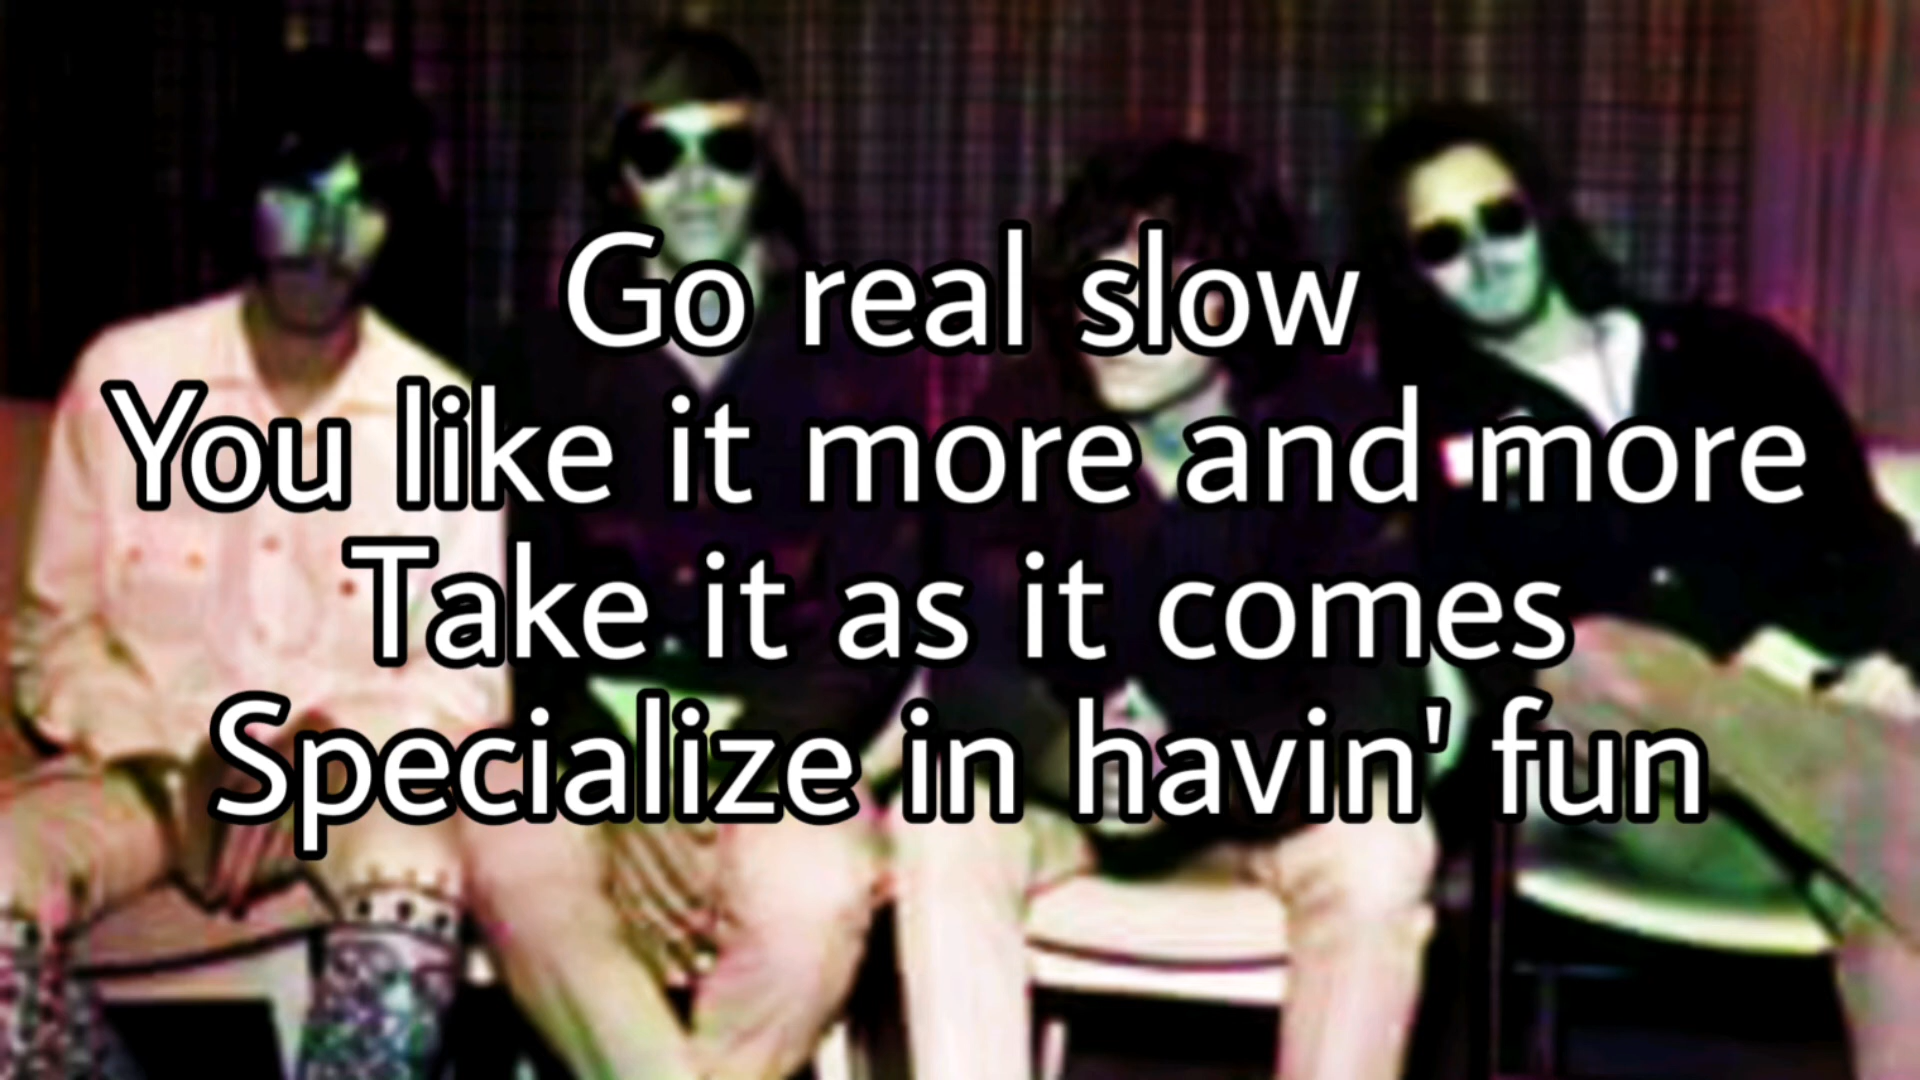 Go real slow
You like it more and more
Take it as it comes
Specialize in havin' fun